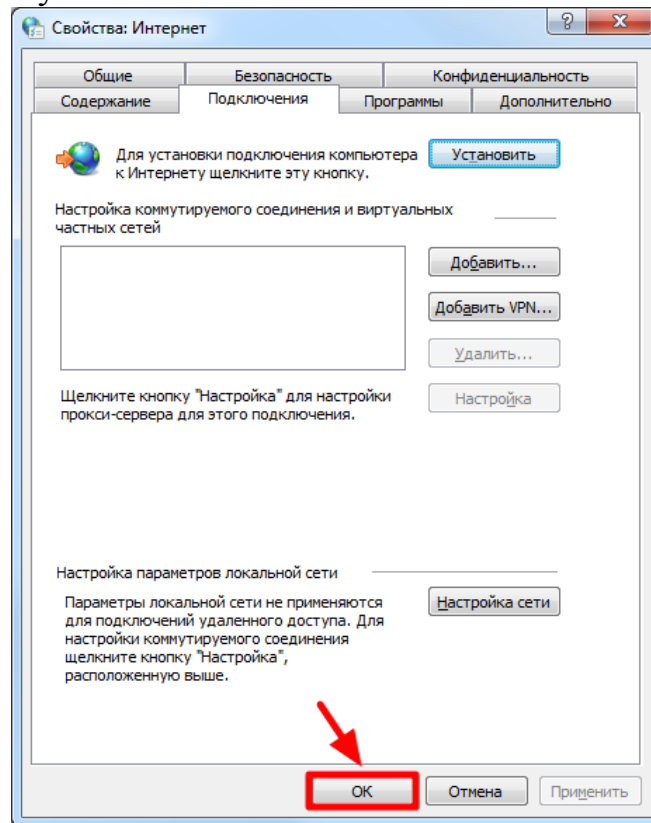 Свойства: Интернет
Общие
Безопасность
Конфиденциальность
Содержание
Подключения
Программы
Дополнительно
Для установки подключения компьютера
к Интернету щелкните эту кнопку.
Установить
Настройка коммутируемого соединения и виртуальных
частных сетей
Добавить...
Добавить VPN...
Удалить...
Щелкните кнопку "Настройка" для настройки
прокси-сервера для этого подключения.
Настройка
Настройка параметров локальной сети
Параметры локальной сети не применяются
для подключений удаленного доступа. Для
настройки коммутируемого соединения
щелкните кнопку "Настройка",
расположенную выше.
Настройка сети
ОК
Отмена
Применить